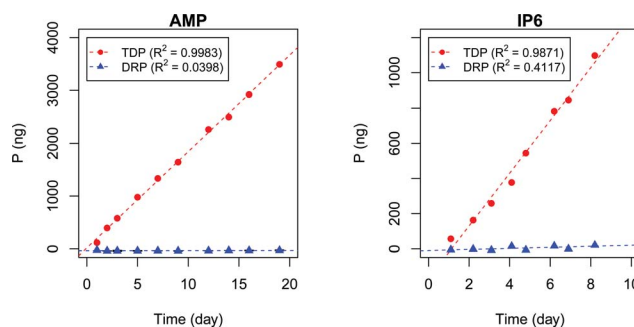 AMP
TDP (R² = 0.9983)
DRP (R² = 0.0398)
P (ng)
4000
3000
2000
1000
0
0 5 10 15 20
Time (day)
IP6
TDP (R² = 0.9871)
DRP (R² = 0.4117)
P (ng)
1000
600
200
0
0 2 4 6 8 10
Time (day)